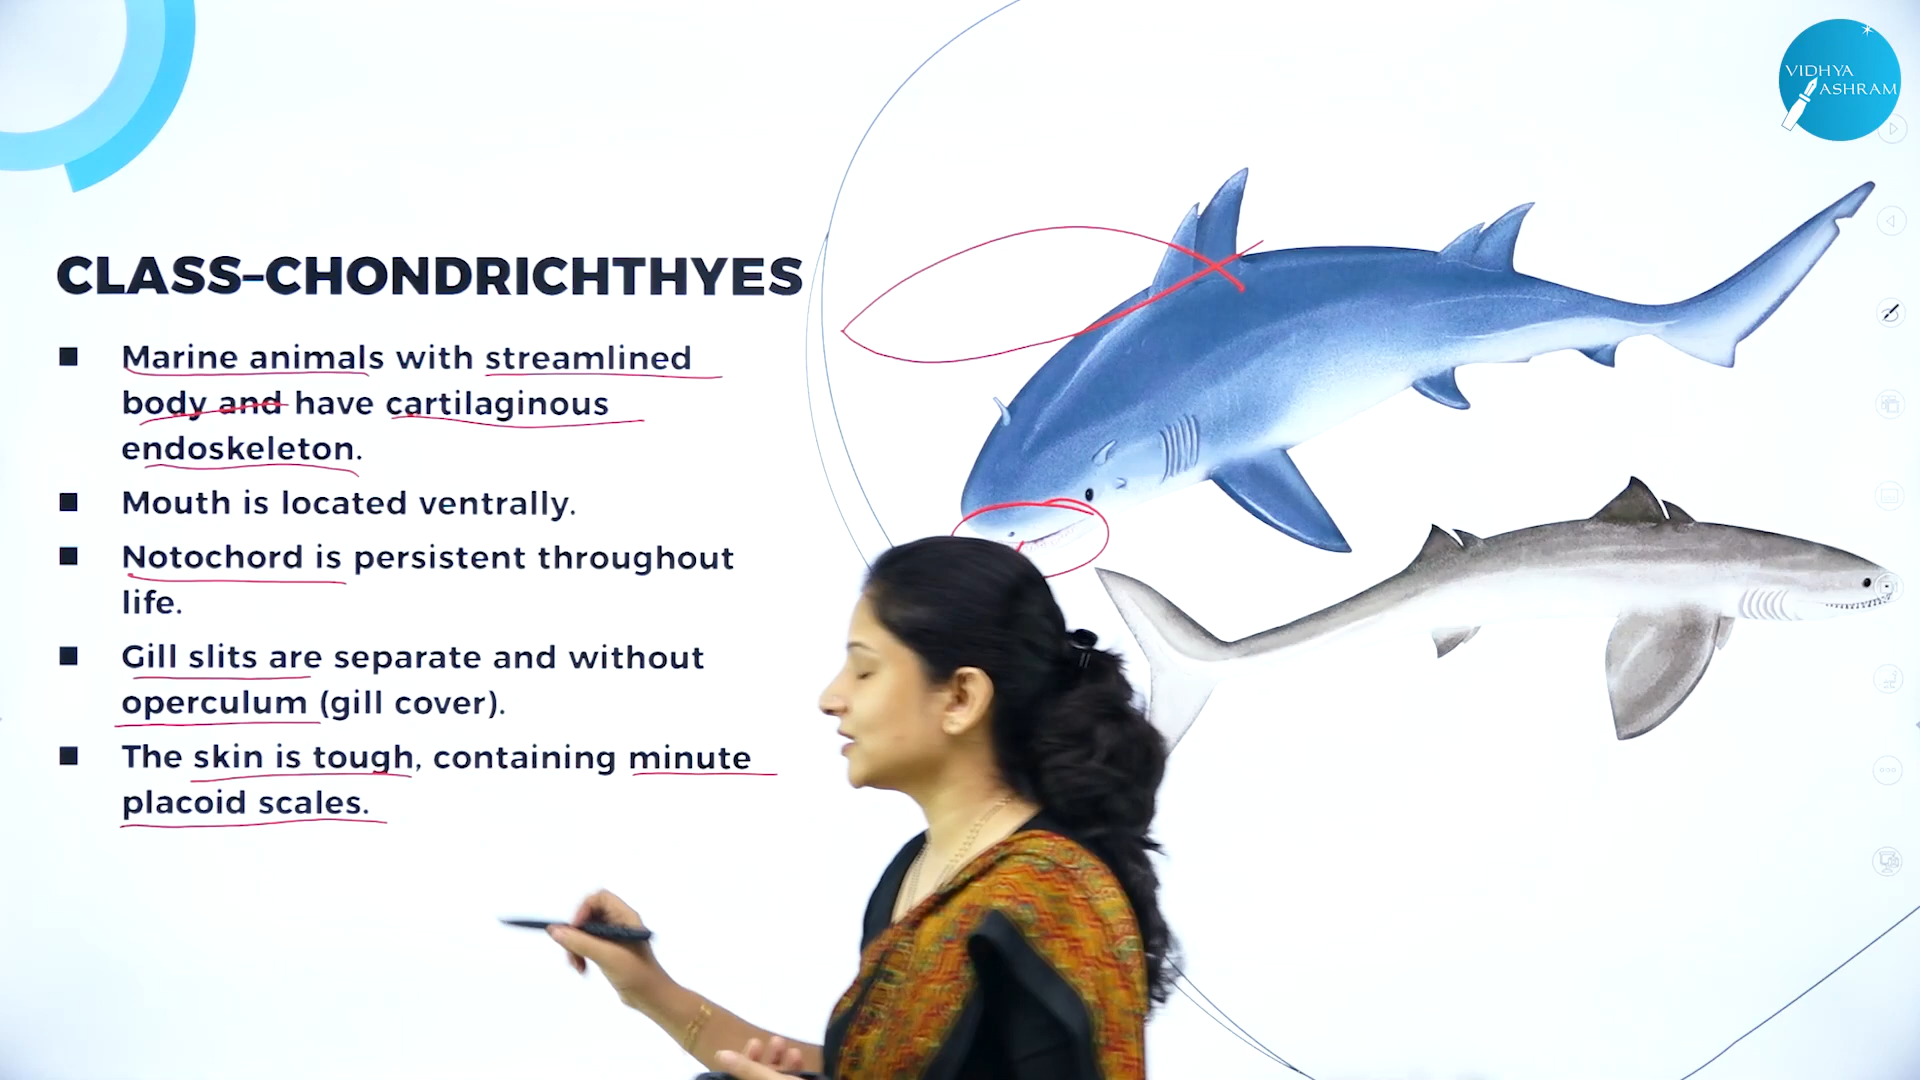 VIDHYA
ASHRAM
CLASS-CHONDRICHTHYES
Marine animals with streamlined
body and have cartilaginous
endoskeleton.
Mouth is located ventrally.
Notochord is persistent throughout
life.
Gill slits are separate and without
operculum (gill cover).
The skin is tough, containing minute
placoid scales.